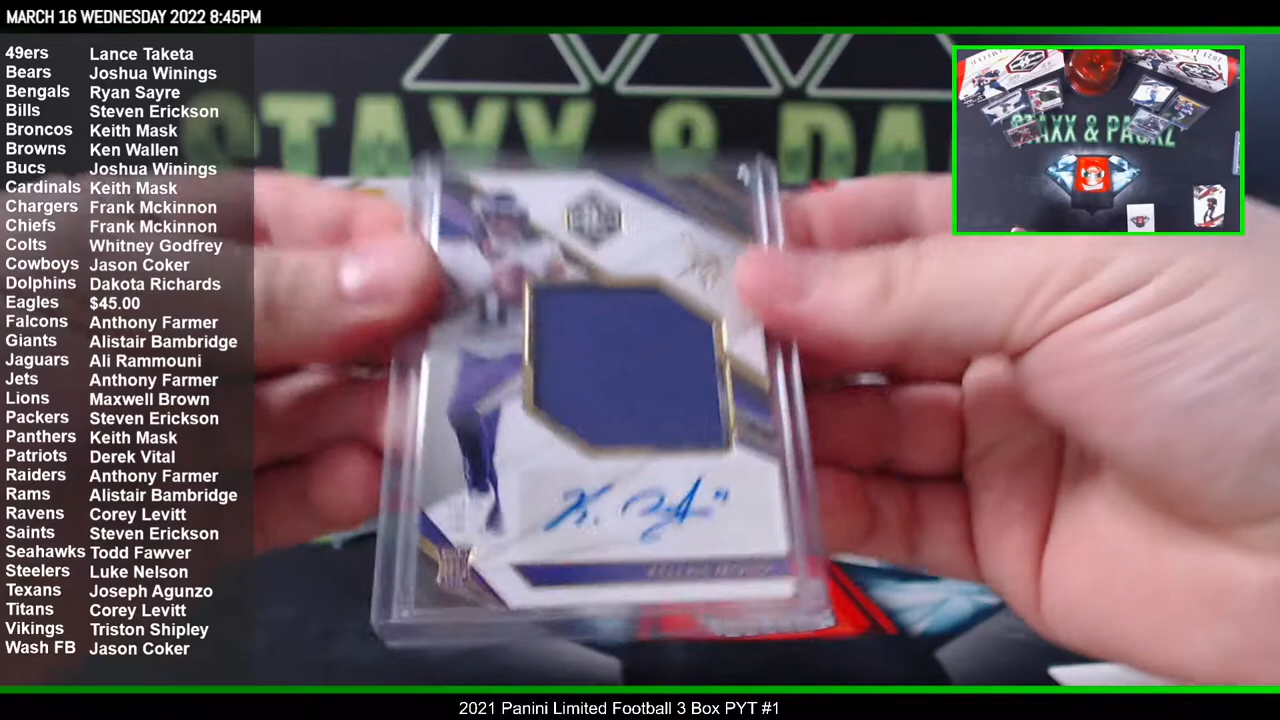 MARCH 16 WEDNESDAY 2022 8:45PM
49ers Lance Taketa
Bears Joshua Winings
Bengals Ryan Sayre
Bills Steven Erickson
Broncos Keith Mask
Browns Ken Wallen
Bucs Joshua Winings
Cardinals Keith Mask
Chargers Frank Mckinnon
Chiefs Frank Mckinnon
Colts Whitney Godfrey
Cowboys Jason Coker
Dolphins Dakota Richards
Eagles $45.00
Falcons Anthony Farmer
Giants Alistair Bambridge
Jaguars Ali Rammouni
Jets Anthony Farmer
Lions Maxwell Brown
Packers Steven Erickson
Panthers Keith Mask
Patriots Derek Vital
Raiders Anthony Farmer
Rams Alistair Bambridge
Ravens Corey Levitt
Saints Steven Erickson
Seahawks Todd Fawver
Steelers Luke Nelson
Texans Joseph Agunzo
Titans Corey Levitt
Vikings Triston Shipley
Wash FB Jason Coker
STAXX & PA
STAXX & PACKZ
2021 Panini Limited Football 3 Box PYT #1